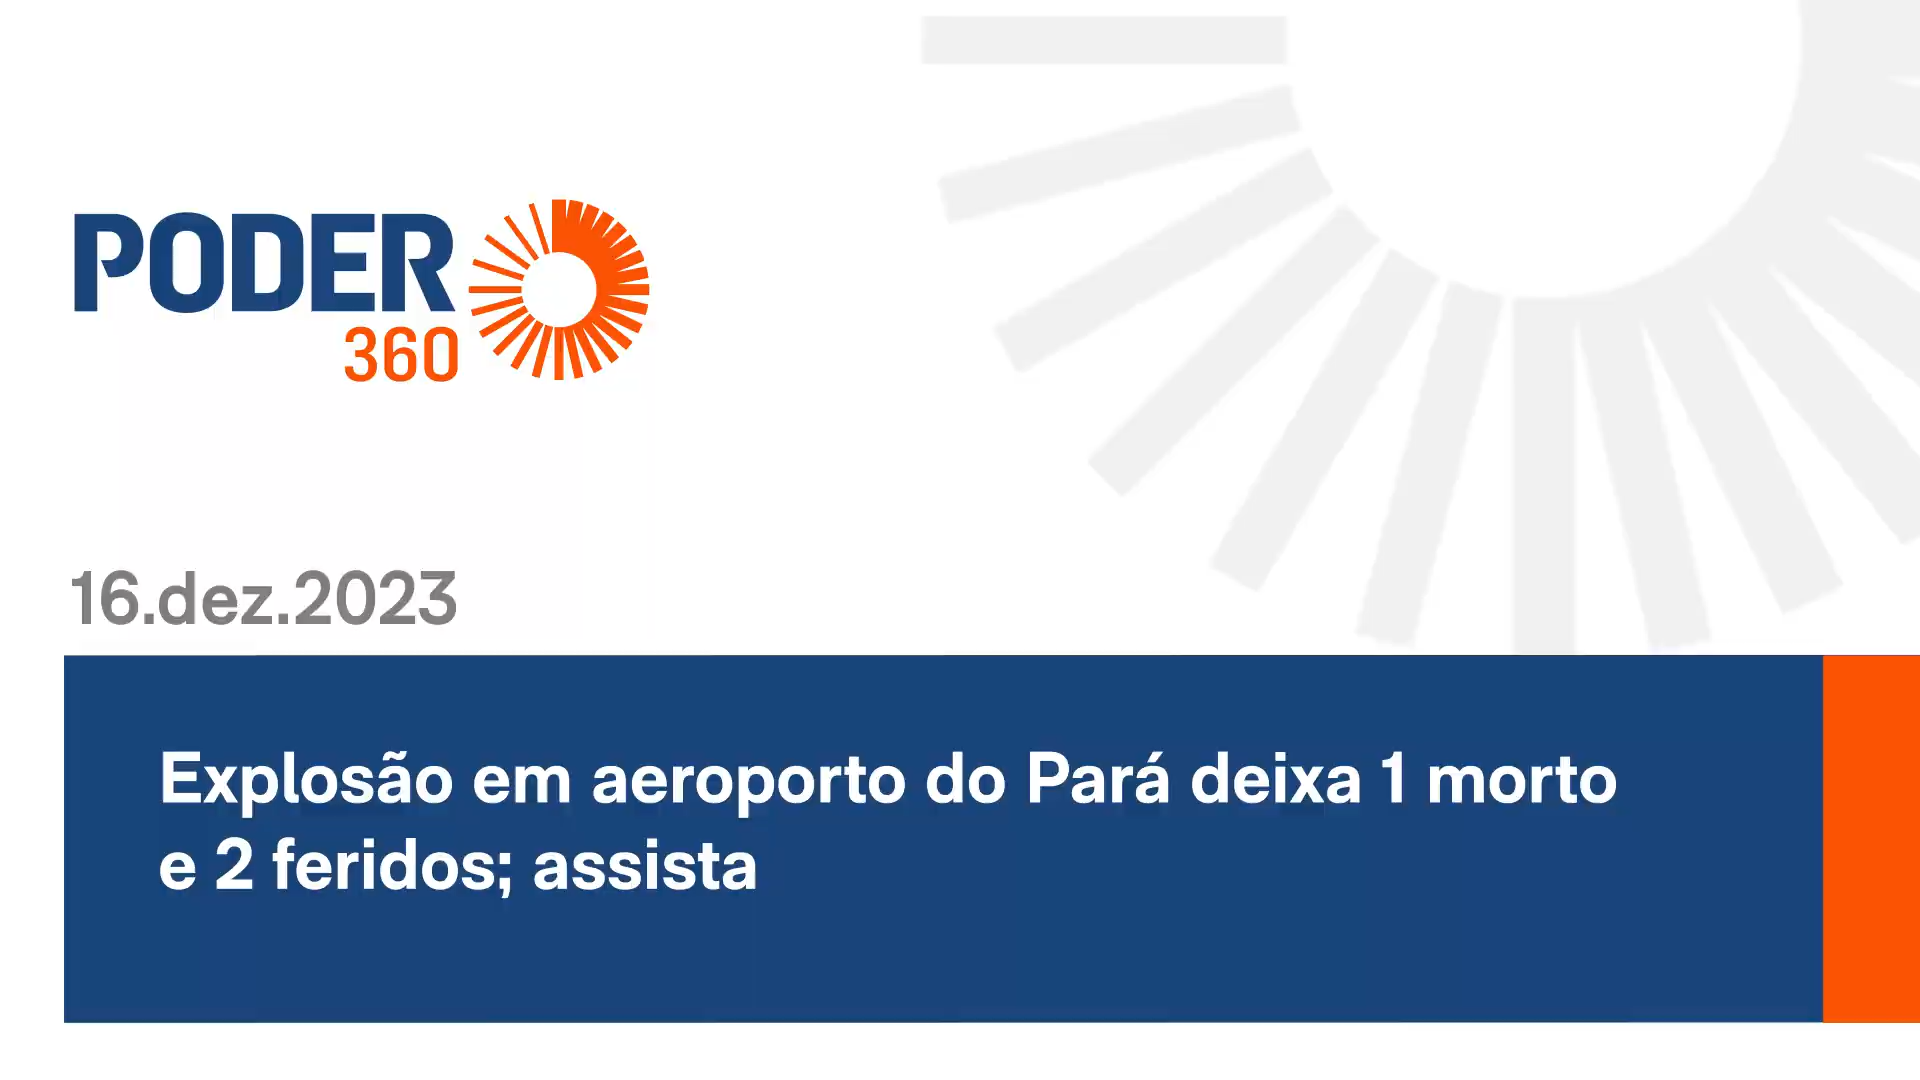 PODER
360
16.dez.2023
Explosão em aeroporto do Pará deixa 1 morto
e 2 feridos; assista